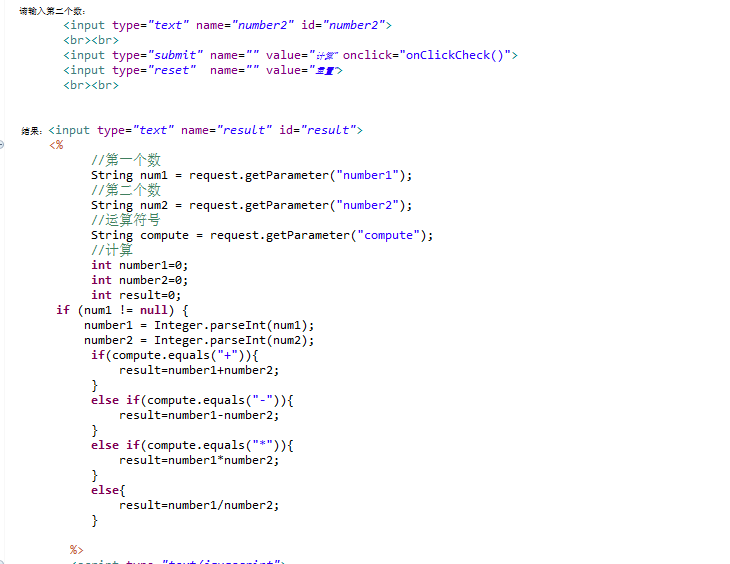 请输入第二个数:
<input type="text" name="number2" id="number2">
<br><br>
<input type="submit" name="" value="计算" onclick="onClickCheck()">
<input type="reset"  name="" value="重置">
<br><br>
结果: <input type="text" name="result" id="result">
<%
//第一个数
String num1 = request.getParameter("number1");
//第二个数
String num2 = request.getParameter("number2");
//运算符号
String compute = request.getParameter("compute");
//计算
int number1=0;
int number2=0;
int result=0;
if (num1 != null) {
number1 = Integer.parseInt(num1);
number2 = Integer.parseInt(num2);
if(compute.equals("+")){
result=number1+number2;
}
else if(compute.equals("-")){
result=number1-number2;
}
else if(compute.equals("*")){
result=number1*number2;
}
else{
result=number1/number2;
}
%>
<script type="text/javascript">